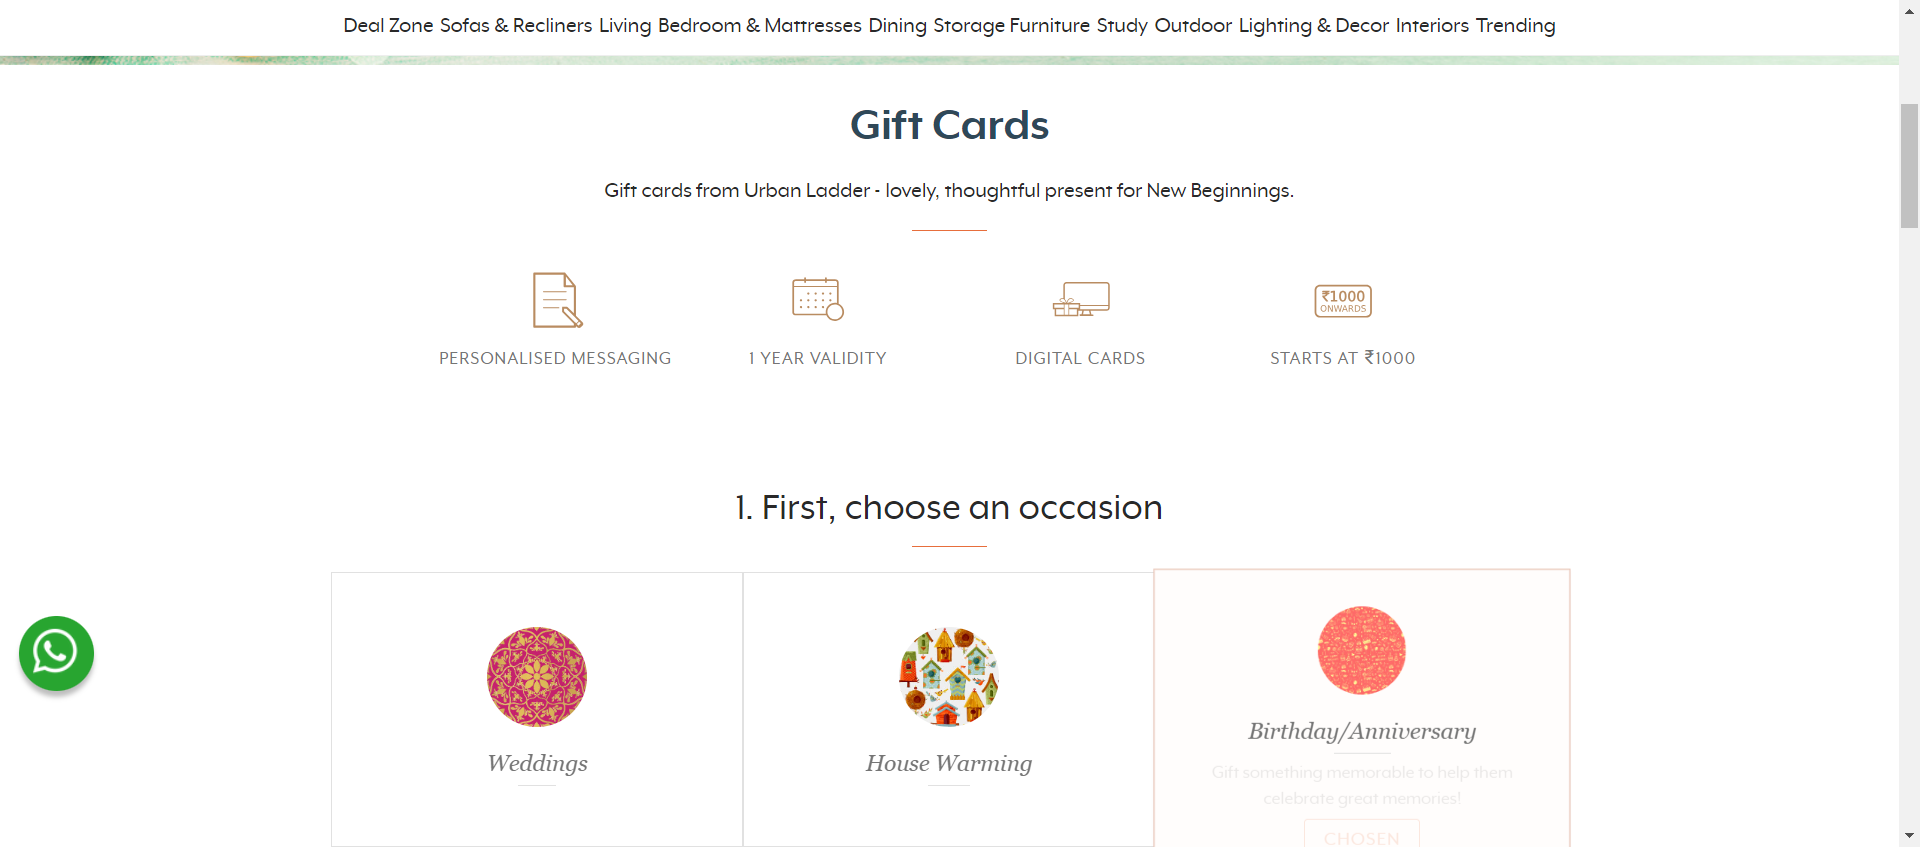 Deal Zone Sofas & Recliners Living Bedroom & Mattresses Dining Storage Furniture Study Outdoor Lighting & Decor Interiors Trending
Gift Cards
Gift cards from Urban Ladder - lovely, thoughtful present for New Beginnings.
₹1000
ONWARDS
PERSONALISED MESSAGING
1 YEAR VALIDITY
DIGITAL CARDS
STARTS AT ₹1000
1. First, choose an occasion
Weddings
House Warming
Birthday/Anniversary
Gift something memorable to help them
celebrate great memories!
CHOSEN